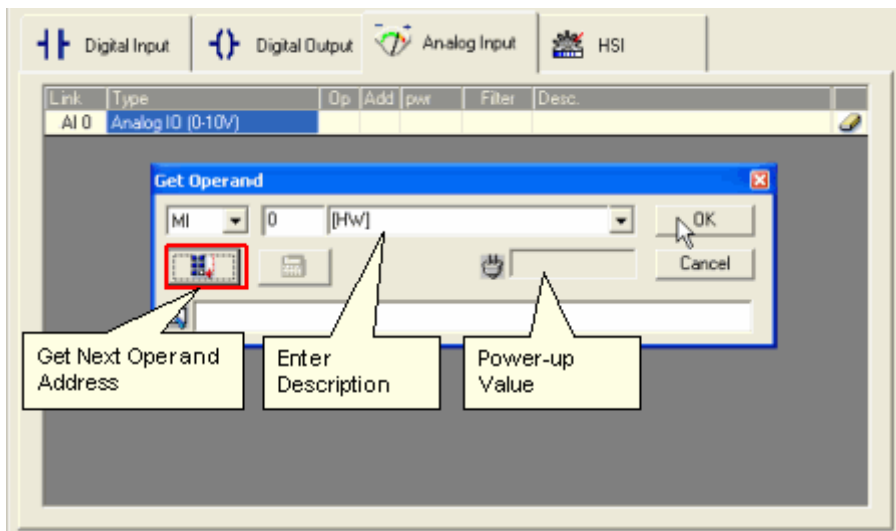 Digital Input
Digital Output
Analog Input
HSI
Link Type Op Add pwr Filter Desc.
AI 0 Analog IO (0-10V)
Get Operand
MI 0 [HW] OK
Cancel
Get Next Operand
Address
Enter
Description
Power-up
Value